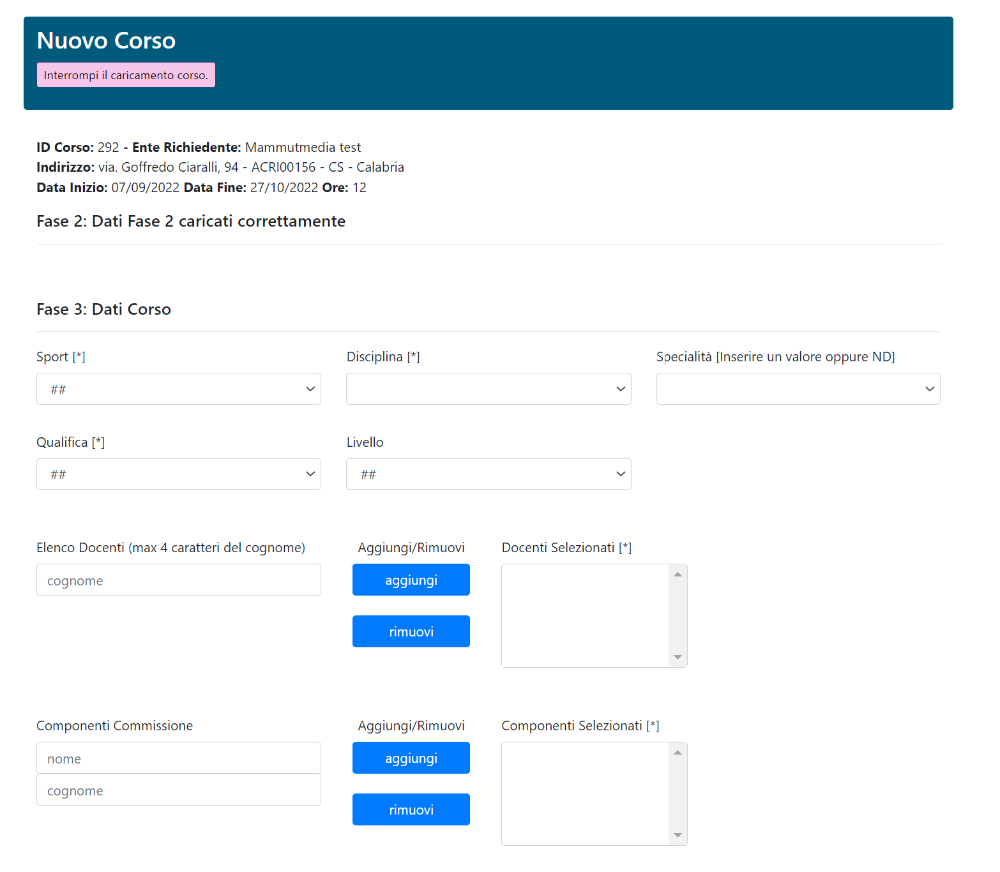 Nuovo Corso
Interrompi il caricamento corso.
ID Corso: 292 - Ente Richiedente: Mammutmedia test
Indirizzo: via. Goffredo Ciaralli, 94 - ACRI00156 - CS - Calabria
Data Inizio: 07/09/2022 Data Fine: 27/10/2022 Ore: 12
Fase 2: Dati Fase 2 caricati correttamente
Fase 3: Dati Corso
Sport [*] Disciplina [*] Specialità [Inserire un valore oppure ND]
##
Qualifica [*] Livello
## ##
Elenco Docenti (max 4 caratteri del cognome) Aggiungi/Rimuovi Docenti Selezionati [*]
cognome aggiungi
rimuovi
Componenti Commissione Aggiungi/Rimuovi Componenti Selezionati [*]
nome aggiungi
cognome
rimuovi